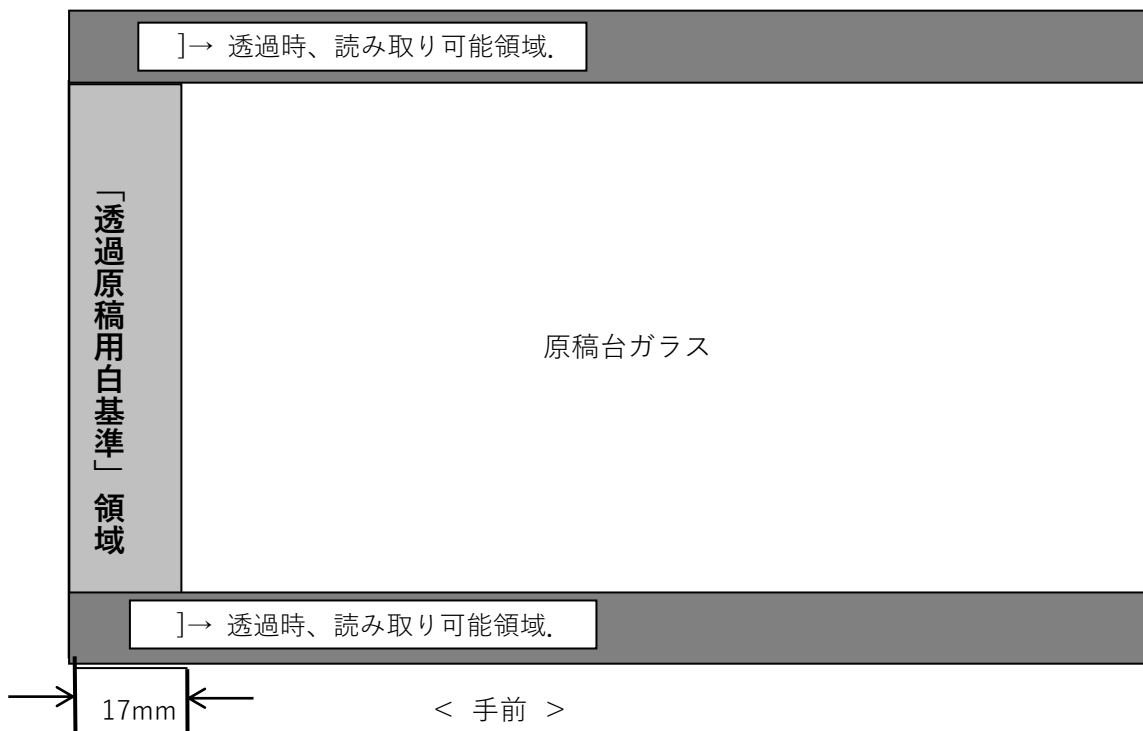 ]→ 透過時、読み取り可能領域.
「透過原稿用白基準」領域
原稿台ガラス
]→ 透過時、読み取り可能領域.
17mm
< 手前 >